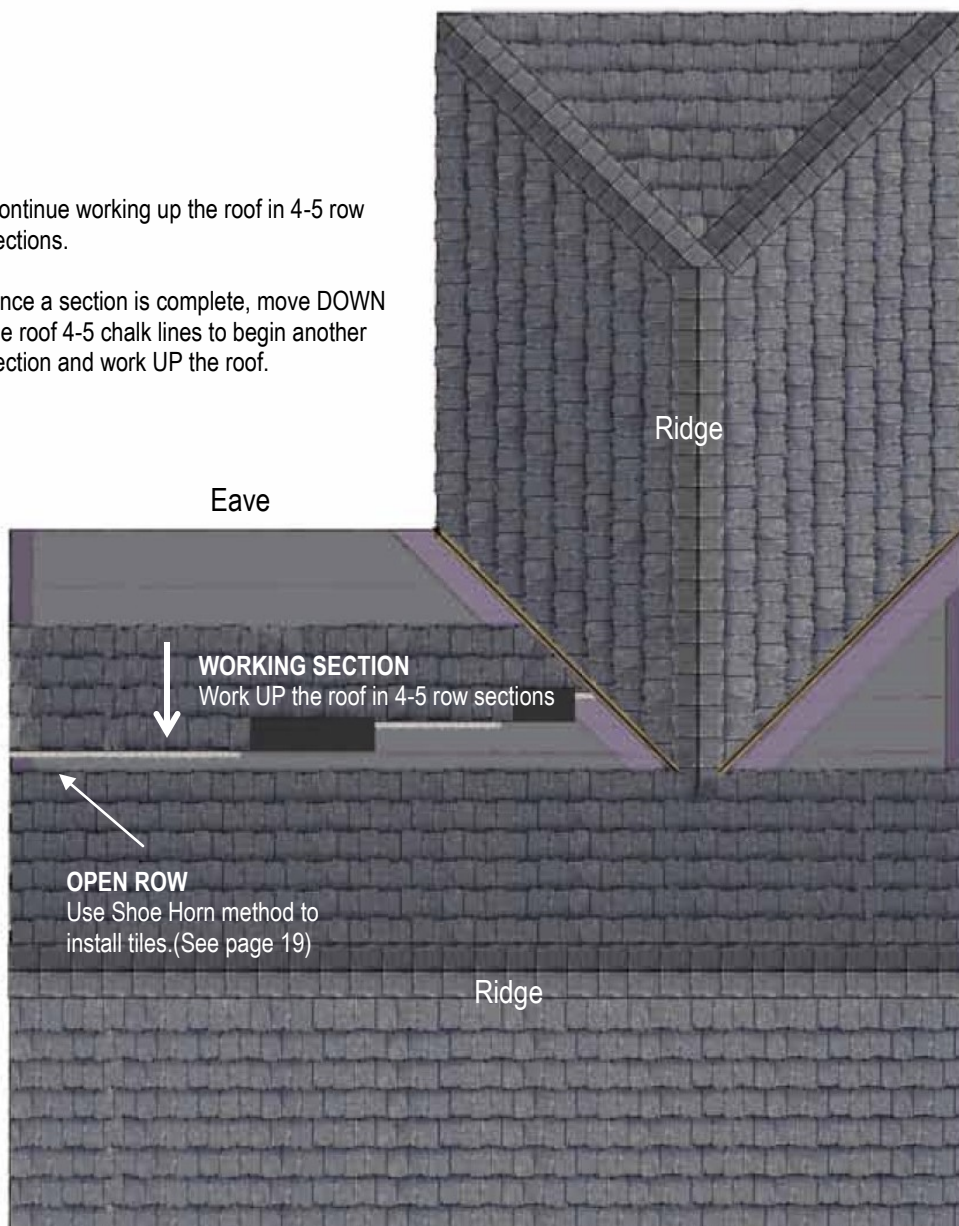 ontinue working up the roof in 4-5 row
ections.
nce a section is complete, move DOWN
e roof 4-5 chalk lines to begin another
ection and work UP the roof.
Ridge
Eave
WORKING SECTION
Work UP the roof in 4-5 row sections
OPEN ROW
Use Shoe Horn method to
install tiles.(See page 19)
Ridge